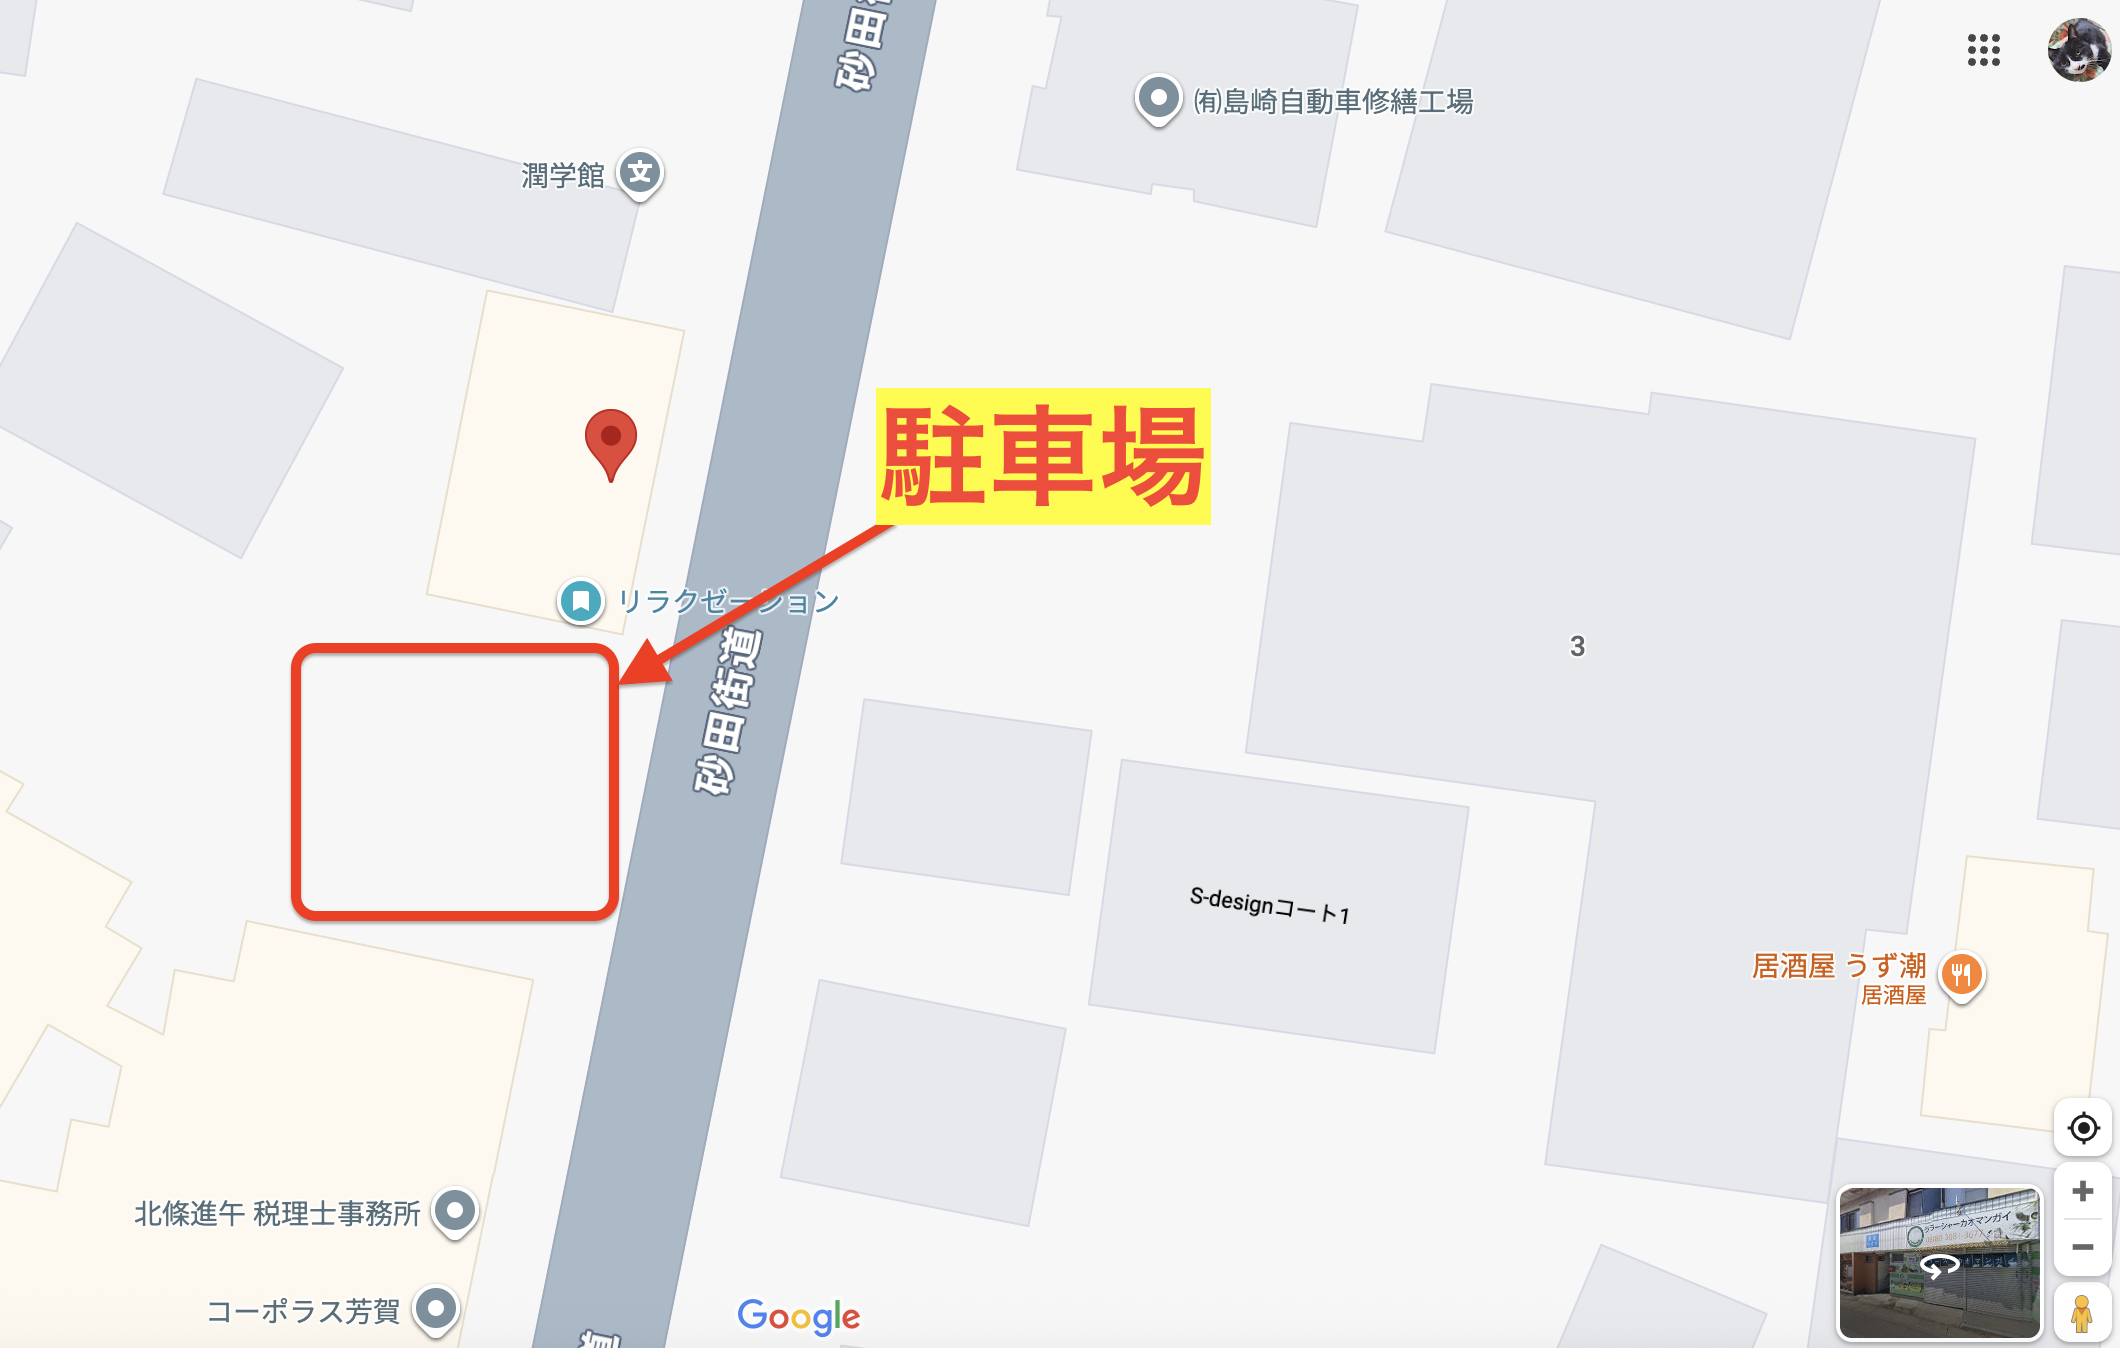 砂田街
㈲島崎自動車修繕工場
潤学館
文
駐車場
リラクゼーション
砂田街道
3
S-designコート1
居酒屋 うず潮
居酒屋
北條進午 税理士事務所
コーポラス芳賀
Google
道